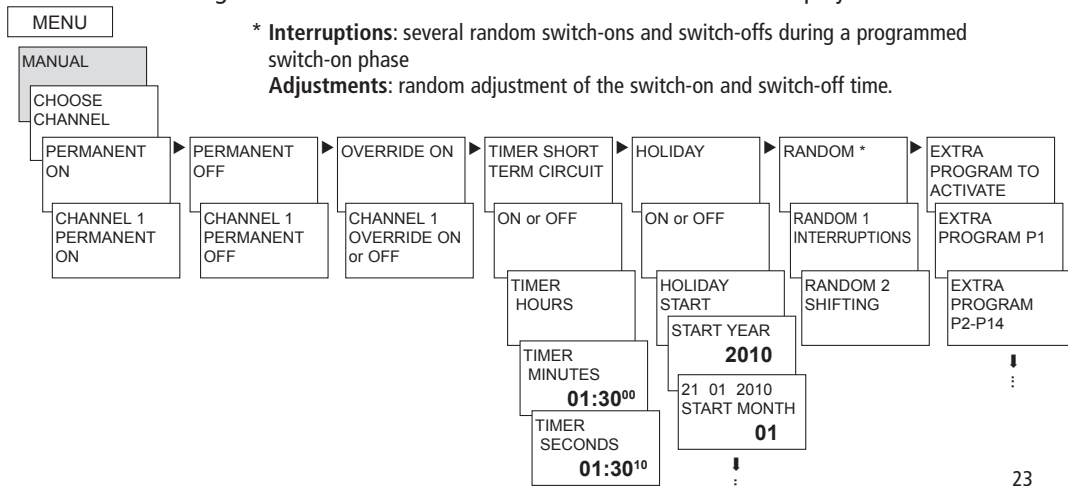 MENU
* Interruptions: several random switch-ons and switch-offs during a programmed
switch-on phase
Adjustments: random adjustment of the switch-on and switch-off time.
MANUAL
CHOOSE
CHANNEL
PERMANENT
ON
CHANNEL 1
PERMANENT
ON
PERMANENT
OFF
CHANNEL 1
PERMANENT
OFF
OVERRIDE ON
CHANNEL 1
OVERRIDE ON
or OFF
TIMER SHORT
TERM CIRCUIT
ON or OFF
TIMER
HOURS
TIMER
MINUTES
01:30⁰⁰
TIMER
SECONDS
01:30¹⁰
HOLIDAY
ON or OFF
HOLIDAY
START
START YEAR
2010
21 01 2010
START MONTH
01
RANDOM *
RANDOM 1
INTERRUPTIONS
RANDOM 2
SHIFTING
EXTRA
PROGRAM TO
ACTIVATE
EXTRA
PROGRAM P1
EXTRA
PROGRAM
P2-P14
23